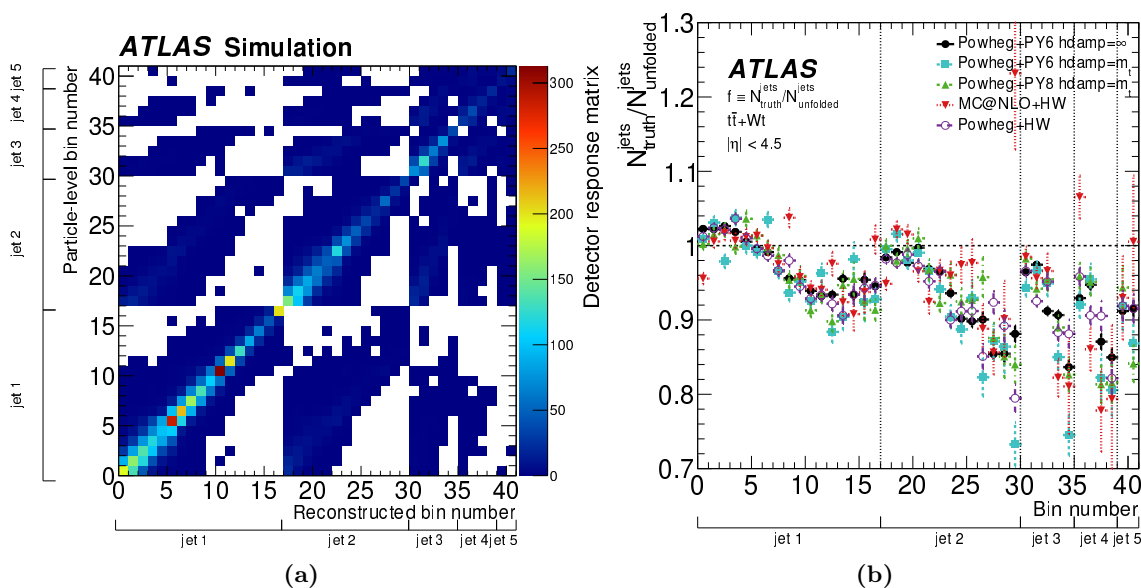 ATLAS Simulation
Particle-level bin number
jet 5
jet 4
jet 3
jet 2
jet 1
40
35
30
25
20
15
10
5
0
0 5 10 15 20 25 30 35 40
Reconstructed bin number
jet 1 jet 2 jet 3 jet 4 jet 5
300
250
200
150
100
50
0
Detector response matrix
(a)
N^jets_truth/N^jets_unfolded
1.3
1.2
1.1
1
0.9
0.8
0.7
ATLAS
f ≡ N^jets_truth/N^jets_unfolded
tt̄+Wt
|η| < 4.5
Powheg+PY6 hdamp=∞
Powheg+PY6 hdamp=m_t
Powheg+PY8 hdamp=m_t
MC@NLO+HW
Powheg+HW
0 5 10 15 20 25 30 35 40
Bin number
jet 1 jet 2 jet 3 jet 4 jet 5
(b)